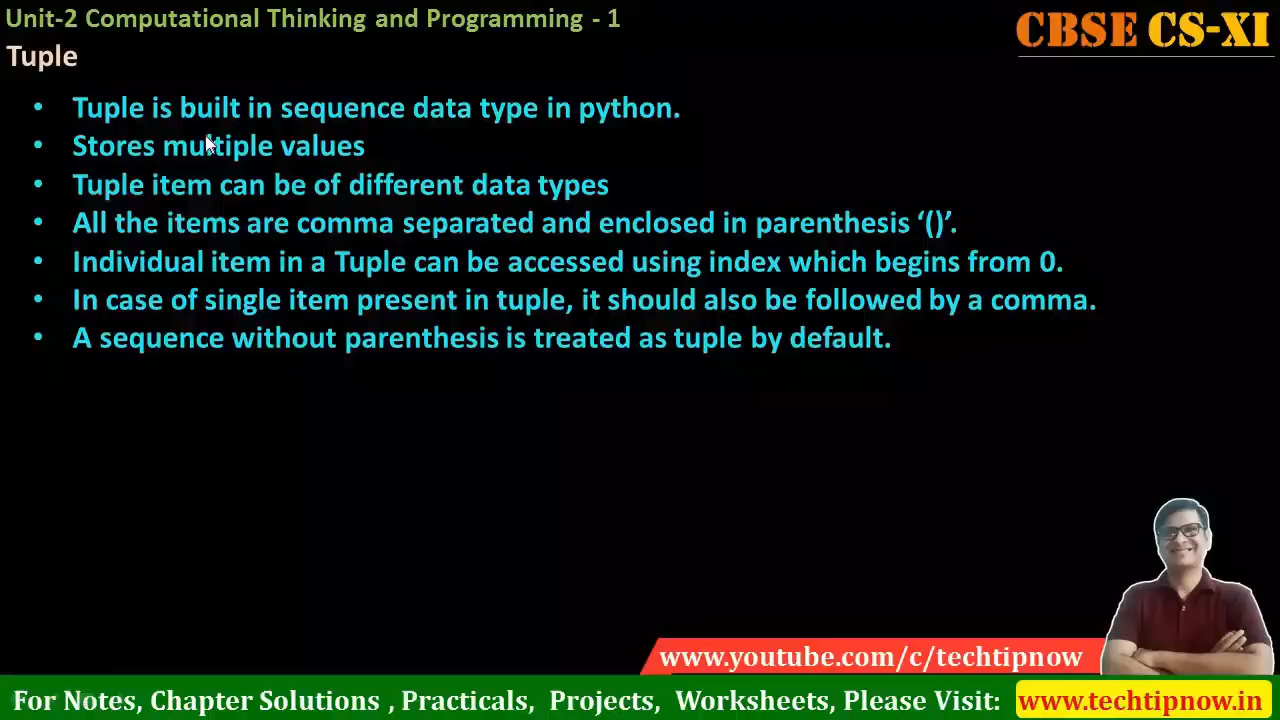 Unit-2 Computational Thinking and Programming - 1
CBSE CS-XI
Tuple
• Tuple is built in sequence data type in python.
• Stores multiple values
• Tuple item can be of different data types
• All the items are comma separated and enclosed in parenthesis ‘()’.
• Individual item in a Tuple can be accessed using index which begins from 0.
• In case of single item present in tuple, it should also be followed by a comma.
• A sequence without parenthesis is treated as tuple by default.
www.youtube.com/c/techtipnow
For Notes, Chapter Solutions , Practicals, Projects, Worksheets, Please Visit: www.techtipnow.in